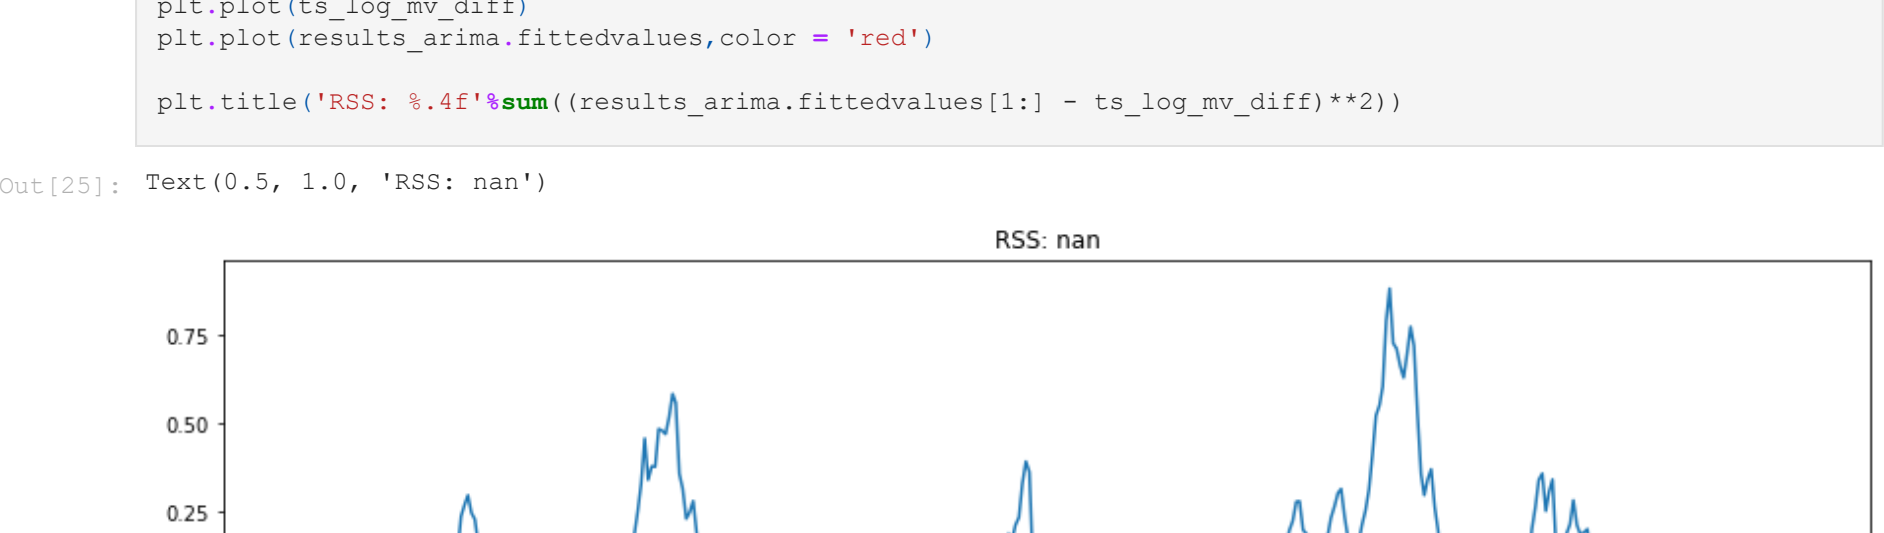 plt.plot(ts_log_mv_diff)
plt.plot(results_arima.fittedvalues,color = 'red')
plt.title('RSS: %.4f'%sum((results_arima.fittedvalues[1:] - ts_log_mv_diff)**2))
Out[25]: Text(0.5, 1.0, 'RSS: nan')
RSS: nan
0.75
0.50
0.25